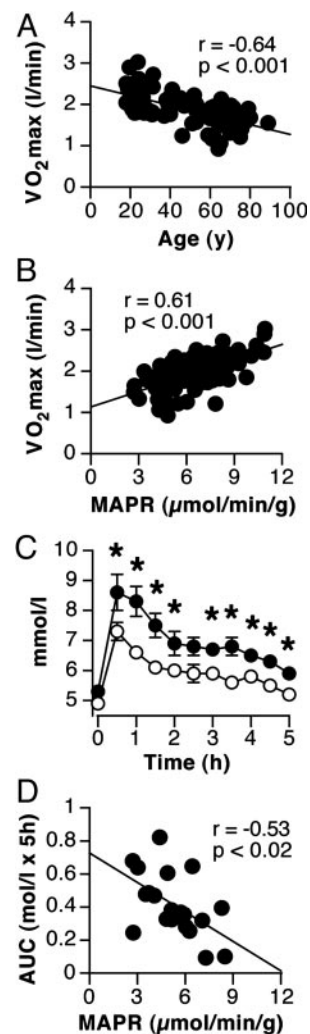 A
r = -0.64
p < 0.001
VO₂max (l/min)
4
3
2
1
0
0 20 40 60 80 100
Age (y)
B
r = 0.61
p < 0.001
VO₂max (l/min)
4
3
2
1
0
0 3 6 9 12
MAPR (μmol/min/g)
C
mmol/l
10
9
8
7
6
5
* * * * * * * * *
0 1 2 3 4 5
Time (h)
D
r = -0.53
p < 0.02
AUC (mol/l x 5h)
1
0.8
0.6
0.4
0.2
0
0 3 6 9 12
MAPR (μmol/min/g)